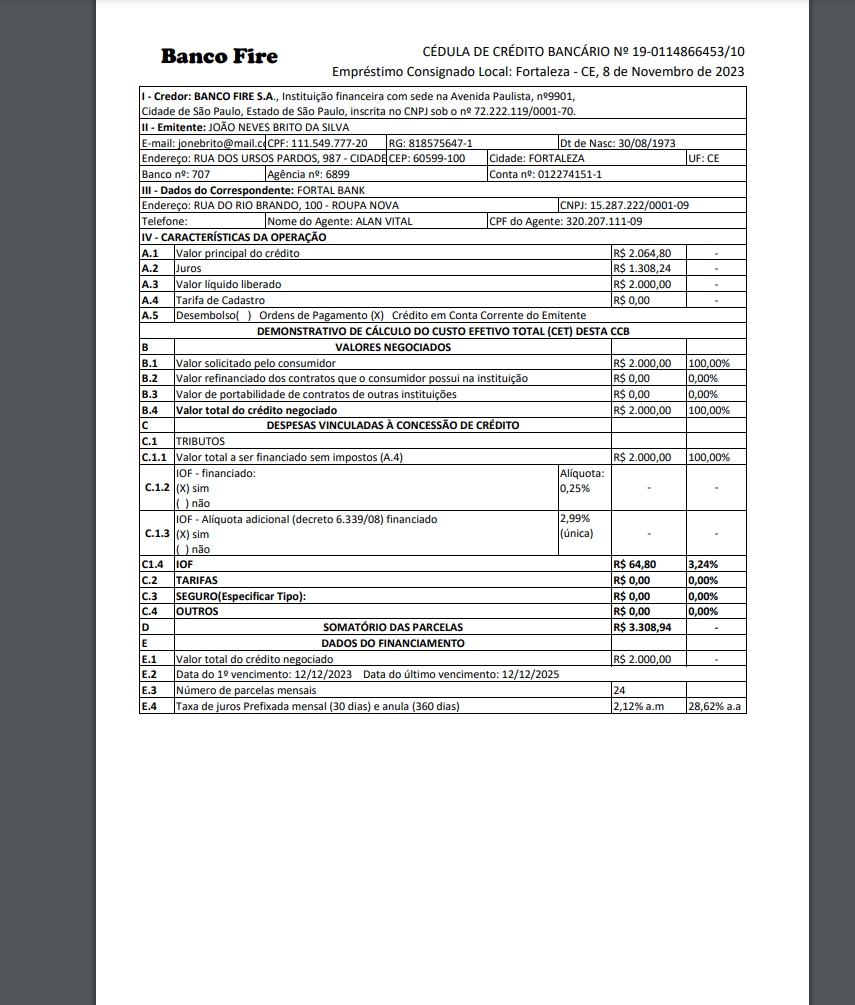 Banco Fire
CÉDULA DE CRÉDITO BANCÁRIO Nº 19-0114866453/10
Empréstimo Consignado Local: Fortaleza - CE, 8 de Novembro de 2023
I - Credor: BANCO FIRE S.A., Instituição financeira com sede na Avenida Paulista, nº9901,
Cidade de São Paulo, Estado de São Paulo, inscrita no CNPJ sob o nº 72.222.119/0001-70.
II - Emitente: JOÃO NEVES BRITO DA SILVA
E-mail: jonebrito@mail.co CPF: 111.549.777-20 RG: 818575647-1 Dt de Nasc: 30/08/1973
Endereço: RUA DOS URSOS PARDOS, 987 - CIDADE CEP: 60599-100 Cidade: FORTALEZA UF: CE
Banco nº: 707 Agência nº: 6899 Conta nº: 012274151-1
III - Dados do Correspondente: FORTAL BANK
Endereço: RUA DO RIO BRANDO, 100 - ROUPA NOVA CNPJ: 15.287.222/0001-09
Telefone: Nome do Agente: ALAN VITAL CPF do Agente: 320.207.111-09
IV - CARACTERÍSTICAS DA OPERAÇÃO
A.1 Valor principal do crédito R$ 2.064,80 -
A.2 Juros R$ 1.308,24 -
A.3 Valor líquido liberado R$ 2.000,00 -
A.4 Tarifa de Cadastro R$ 0,00 -
A.5 Desembolso( ) Ordens de Pagamento (X) Crédito em Conta Corrente do Emitente
DEMONSTRATIVO DE CÁLCULO DO CUSTO EFETIVO TOTAL (CET) DESTA CCB
B VALORES NEGOCIADOS
B.1 Valor solicitado pelo consumidor R$ 2.000,00 100,00%
B.2 Valor refinanciado dos contratos que o consumidor possui na instituição R$ 0,00 0,00%
B.3 Valor de portabilidade de contratos de outras instituições R$ 0,00 0,00%
B.4 Valor total do crédito negociado R$ 2.000,00 100,00%
C DESPESAS VINCULADAS À CONCESSÃO DE CRÉDITO
C.1 TRIBUTOS
C.1.1 Valor total a ser financiado sem impostos (A.4) R$ 2.000,00 100,00%
IOF - financiado: Alíquota:
C.1.2 (X) sim 0,25% - -
( ) não
IOF - Alíquota adicional (decreto 6.339/08) financiado 2,99%
C.1.3 (X) sim (única) - -
( ) não
C1.4 IOF R$ 64,80 3,24%
C.2 TARIFAS R$ 0,00 0,00%
C.3 SEGURO(Especificar Tipo): R$ 0,00 0,00%
C.4 OUTROS R$ 0,00 0,00%
D SOMATÓRIO DAS PARCELAS R$ 3.308,94 -
E DADOS DO FINANCIAMENTO
E.1 Valor total do crédito negociado R$ 2.000,00 -
E.2 Data do 1º vencimento: 12/12/2023 Data do último vencimento: 12/12/2025
E.3 Número de parcelas mensais 24
E.4 Taxa de juros Prefixada mensal (30 dias) e anula (360 dias) 2,12% a.m 28,62% a.a